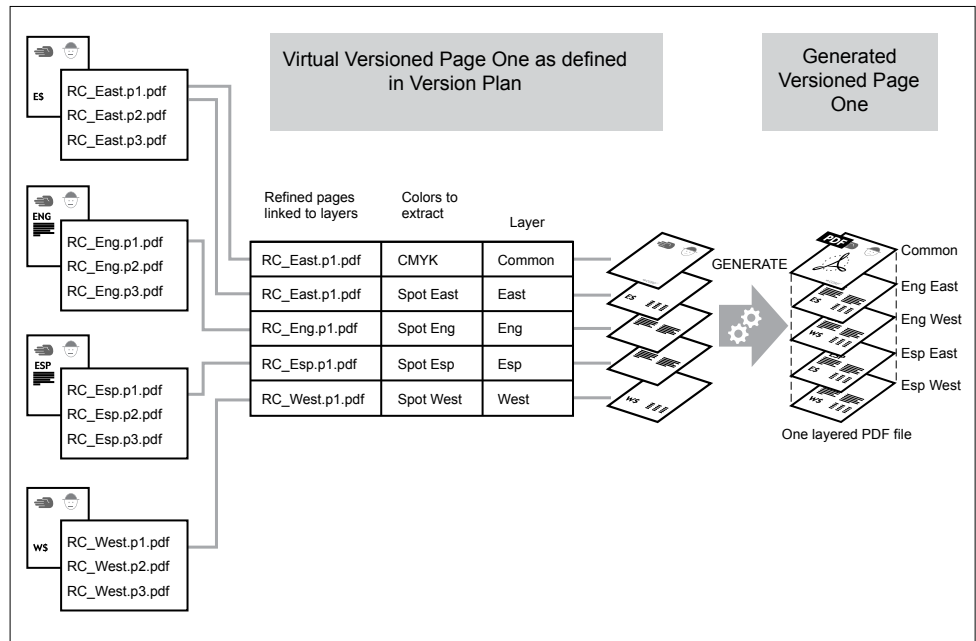 Virtual Versioned Page One as defined
in Version Plan
Generated
Versioned Page
One
E$
RC_East.p1.pdf
RC_East.p2.pdf
RC_East.p3.pdf
ENG
RC_Eng.p1.pdf
RC_Eng.p2.pdf
RC_Eng.p3.pdf
ESP
RC_Esp.p1.pdf
RC_Esp.p2.pdf
RC_Esp.p3.pdf
W$
RC_West.p1.pdf
RC_West.p2.pdf
RC_West.p3.pdf
Refined pages
linked to layers
Colors to
extract
Layer
RC_East.p1.pdf CMYK Common
RC_East.p1.pdf Spot East East
RC_Eng.p1.pdf Spot Eng Eng
RC_Esp.p1.pdf Spot Esp Esp
RC_West.p1.pdf Spot West West
E$
W$
GENERATE
PDF
E$
W$
E$
W$
Common
Eng East
Eng West
Esp East
Esp West
One layered PDF file